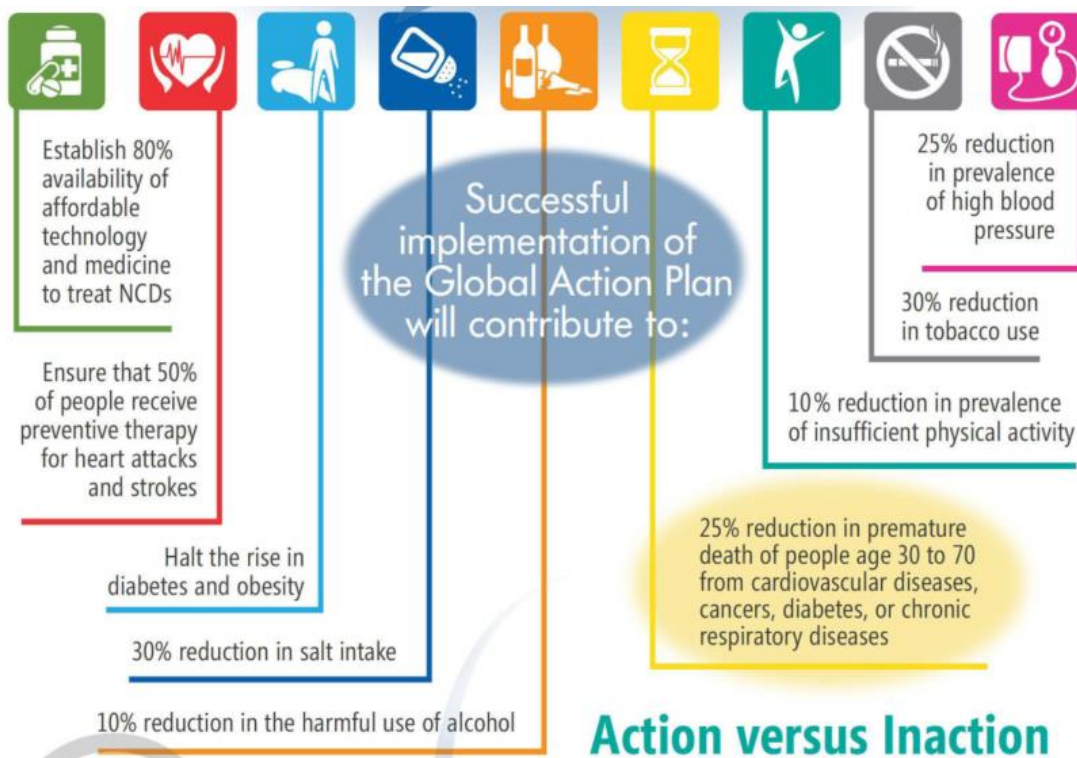 Establish 80%
availability of
affordable
technology
and medicine
to treat NCDs
Ensure that 50%
of people receive
preventive therapy
for heart attacks
and strokes
Halt the rise in
diabetes and obesity
30% reduction in salt intake
10% reduction in the harmful use of alcohol
Successful
implementation of
the Global Action Plan
will contribute to:
25% reduction
in prevalence
of high blood
pressure
30% reduction
in tobacco use
10% reduction in prevalence
of insufficient physical activity
25% reduction in premature
death of people age 30 to 70
from cardiovascular diseases,
cancers, diabetes, or chronic
respiratory diseases
Action versus Inaction